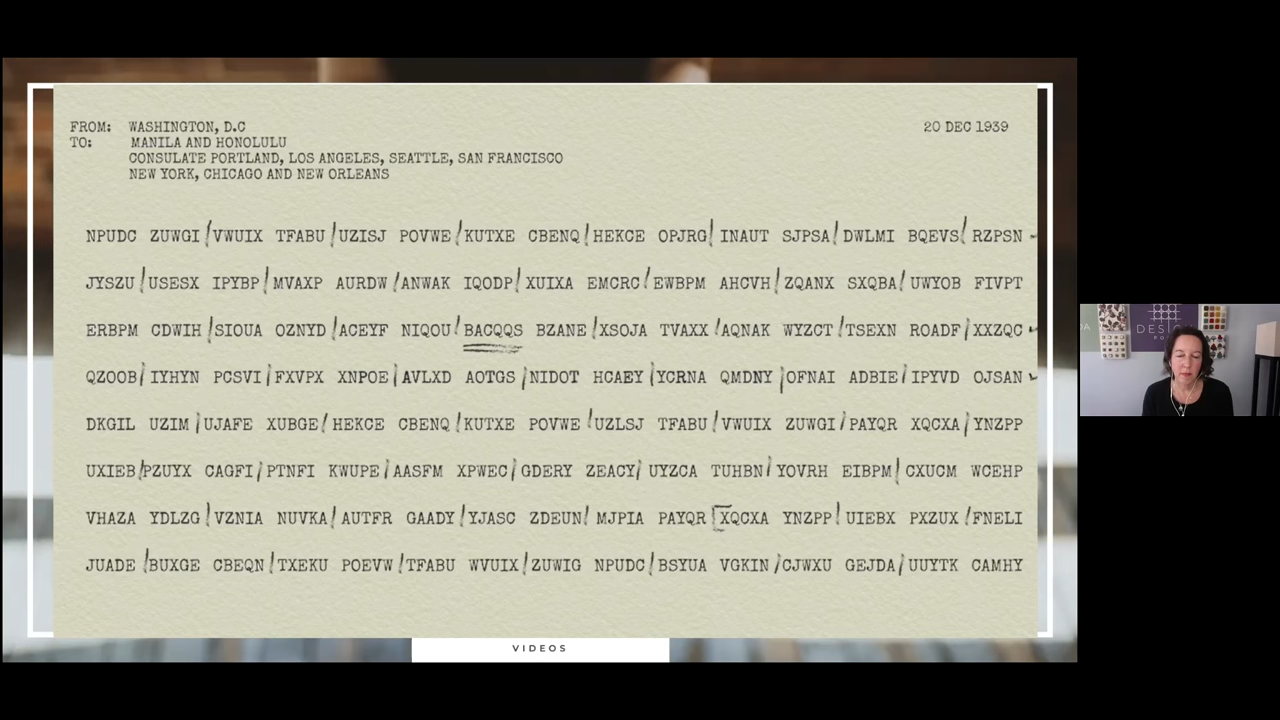 FROM: WASHINGTON, D.C
20 DEC 1939
TO: MANILA AND HONOLULU
CONSULATE PORTLAND, LOS ANGELES, SEATTLE, SAN FRANCISCO
NEW YORK, CHICAGO AND NEW ORLEANS
NPUDC ZUWGI/VWUIX TFABU/UZISJ POVWE/KUTXE CBENQ/HEKCE OPJRG/INAUT SJPSA/DWLMI BQEVS/RZPSN-
JYSZU/USESX IPYBP/MVAXP AURDW/ANWAK IQODP/XUIXA EMCRC/EWBPM AHCVH/ZQANX SXQBA/UWYOB FIVPT
ERBPM CDWIH/SIOUA OZNYD/ACEYF NIQOU/BACQQS BZANE/XSOJA TVAXX/AQNAK WYZCT/TSEXN ROADF/XXZQC-
QZOOB/IYHYN PCSVI/FXVPX XNPOE/AVLXD AOTGS/NIDOT HCAEY/YCRNA QMDNY/OFNAI ADBIE/IPYVD OJSAN-
DKGIL UZIM/UJAFE XUBGE/HEKCE CBENQ/KUTXE POVWE/UZLSJ TFABU/VWUIX ZUWGI/PAYQR XQCXA/YNZPP
UXIEB/PZUYX CAGFI/PTNFI KWUPE/AASFM XPWEC/GDERY ZEACY/UYZCA TUHBN/YOVRH EIBPM/CXUCM WCEHP
VHAZA YDLZG/VZNIA NUVKA/AUTFR GAADY/YJASC ZDEUN/MJPIA PAYQR[XQCXA YNZPP/UIEBX PXZUX/FNELI
JUADE/BUXGE CBEQN/TXEKU POEVW/TFABU WVUIX/ZUWIG NPUDC/BSYUA VGKIN/CJWXU GEJDA/UUYTK CAMHY
VIDEOS